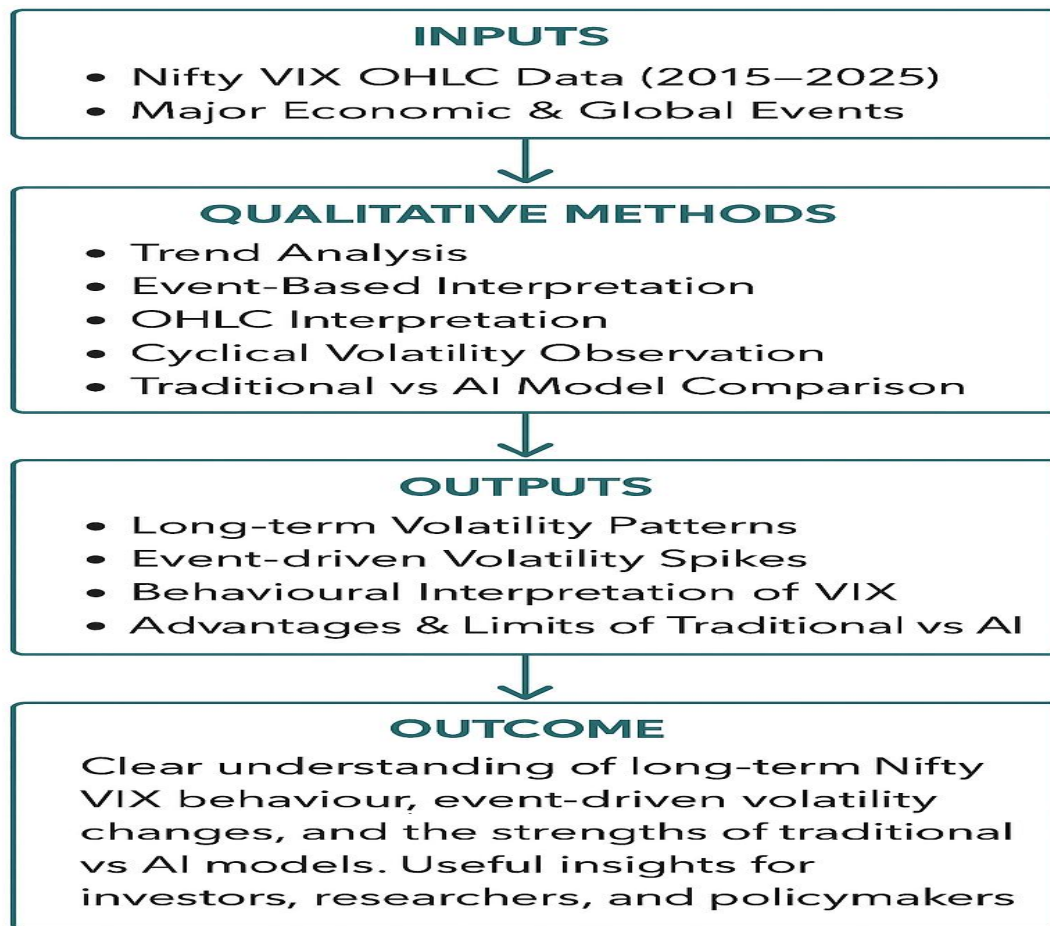 INPUTS
• Nifty VIX OHLC Data (2015–2025)
• Major Economic & Global Events
QUALITATIVE METHODS
• Trend Analysis
• Event-Based Interpretation
• OHLC Interpretation
• Cyclical Volatility Observation
• Traditional vs AI Model Comparison
OUTPUTS
• Long-term Volatility Patterns
• Event-driven Volatility Spikes
• Behavioural Interpretation of VIX
• Advantages & Limits of Traditional vs AI
OUTCOME
Clear understanding of long-term Nifty
VIX behaviour, event-driven volatility
changes, and the strengths of traditional
vs AI models. Useful insights for
investors, researchers, and policymakers